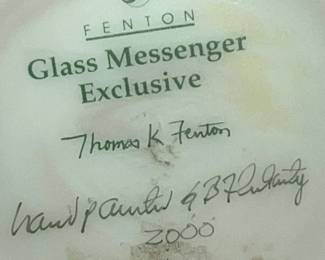 FENTON
Glass Messenger
Exclusive
Thomas K Fenton
hand painted
2000